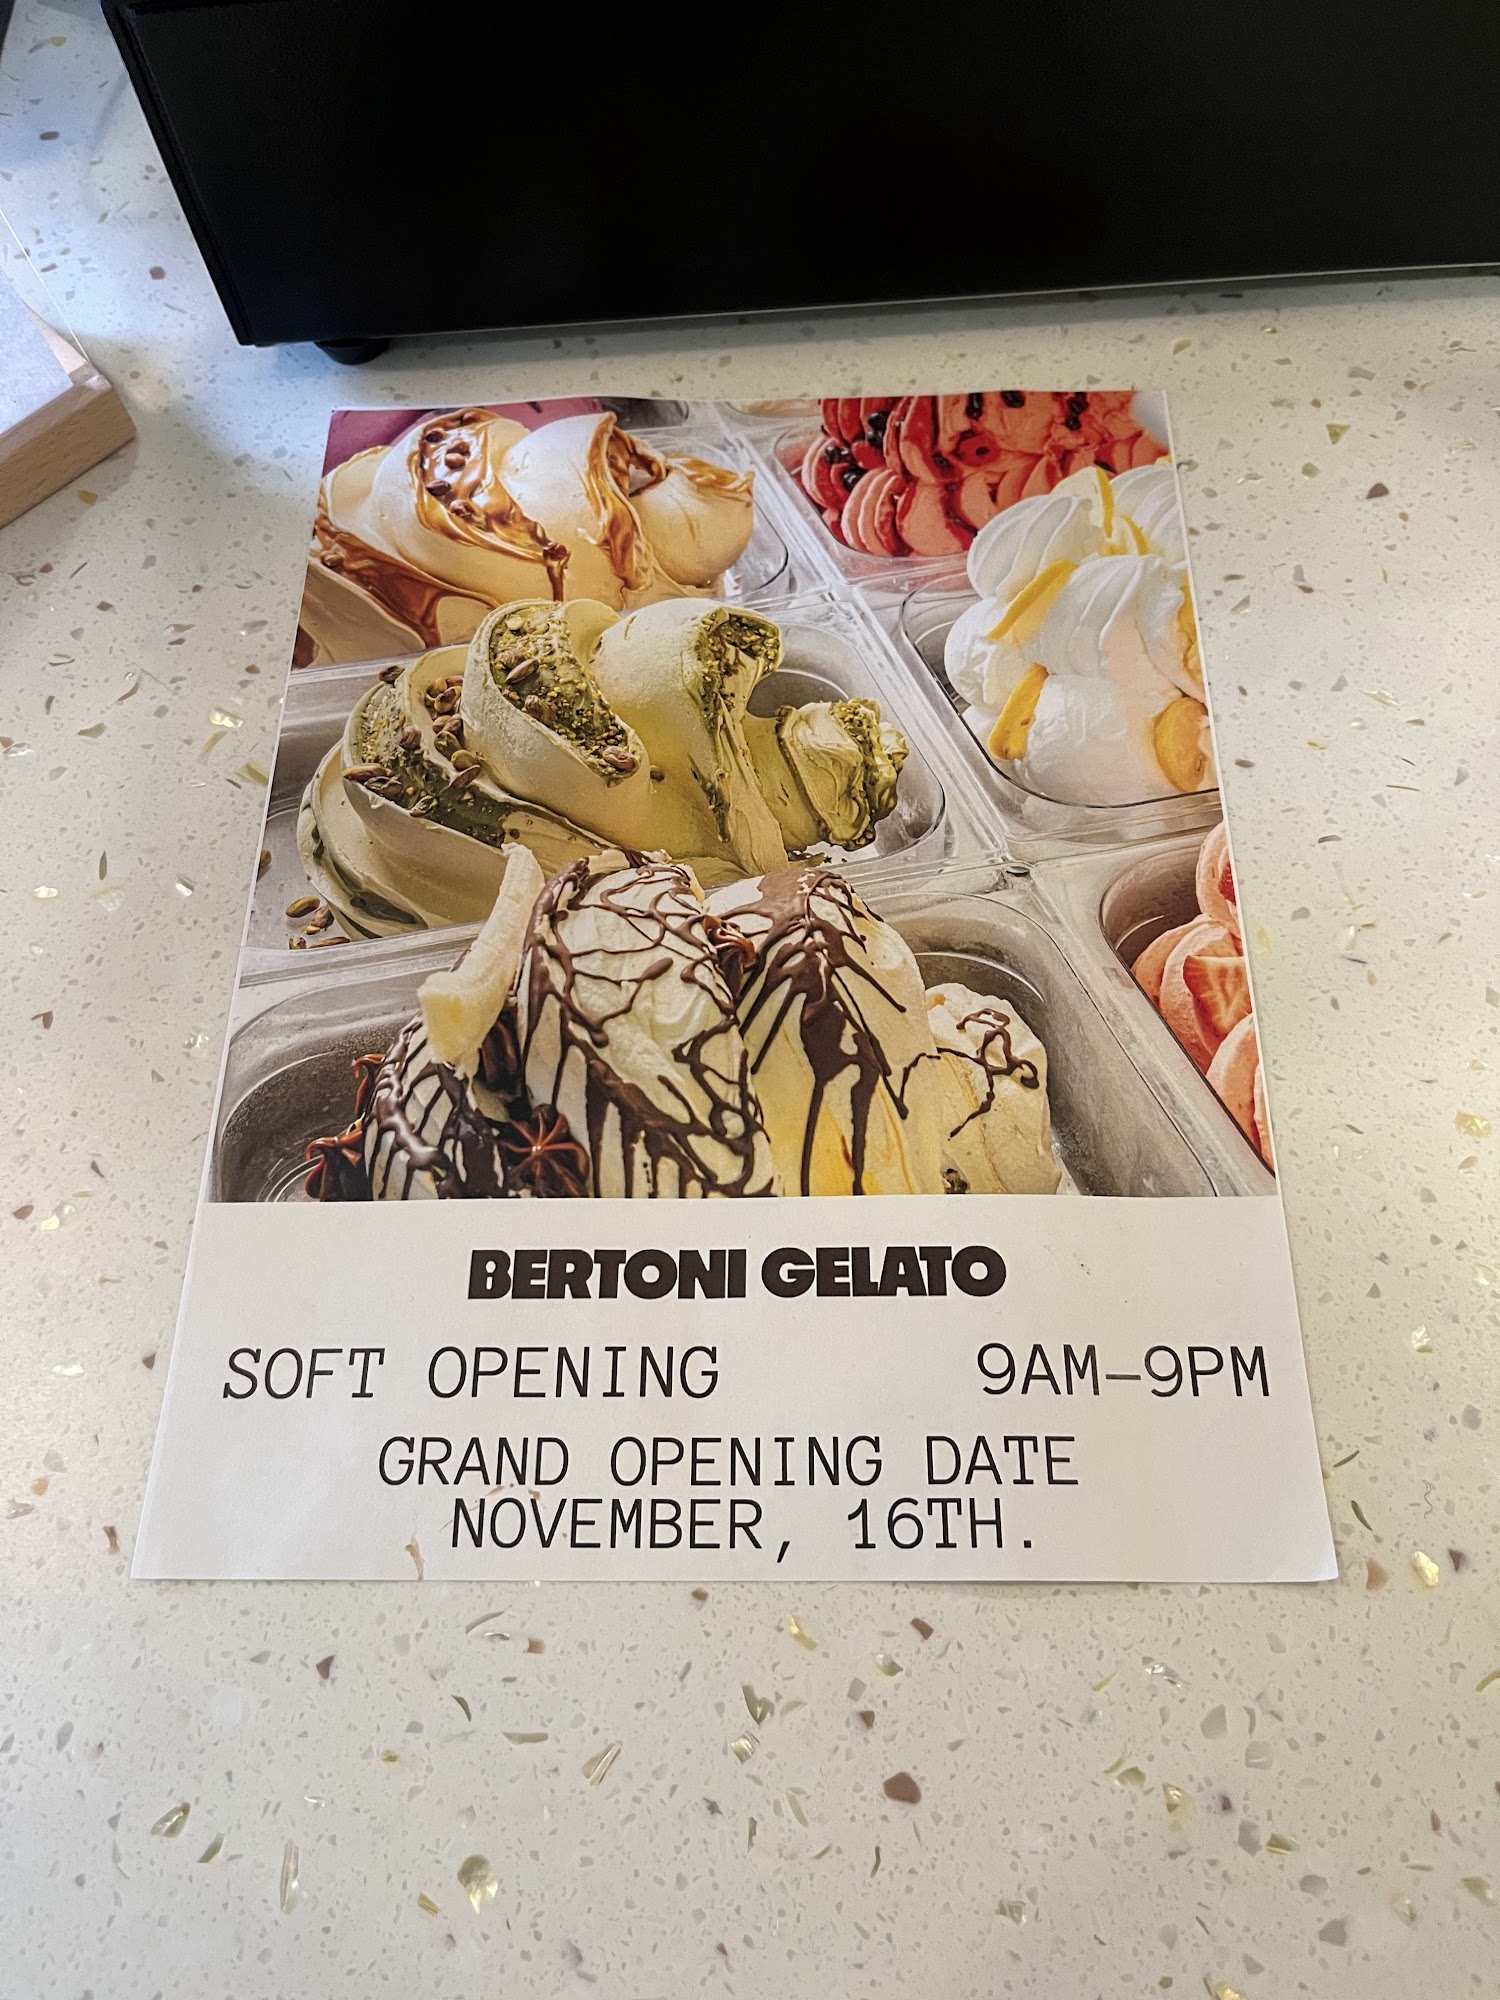 BERTONI GELATO
SOFT OPENING 9AM–9PM
GRAND OPENING DATE
NOVEMBER, 16TH.